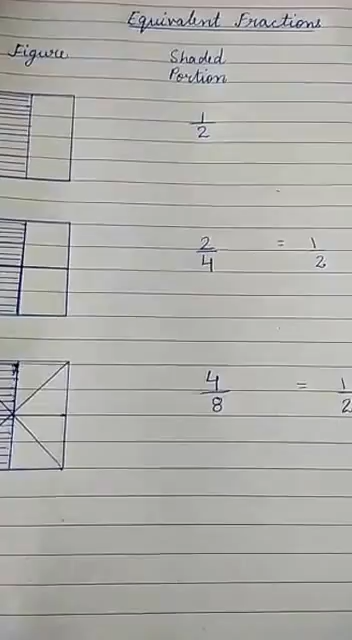 Equivalent Fractions
Figure Shaded
Portion
1/2
2/4 = 1/2
4/8 = 1/2